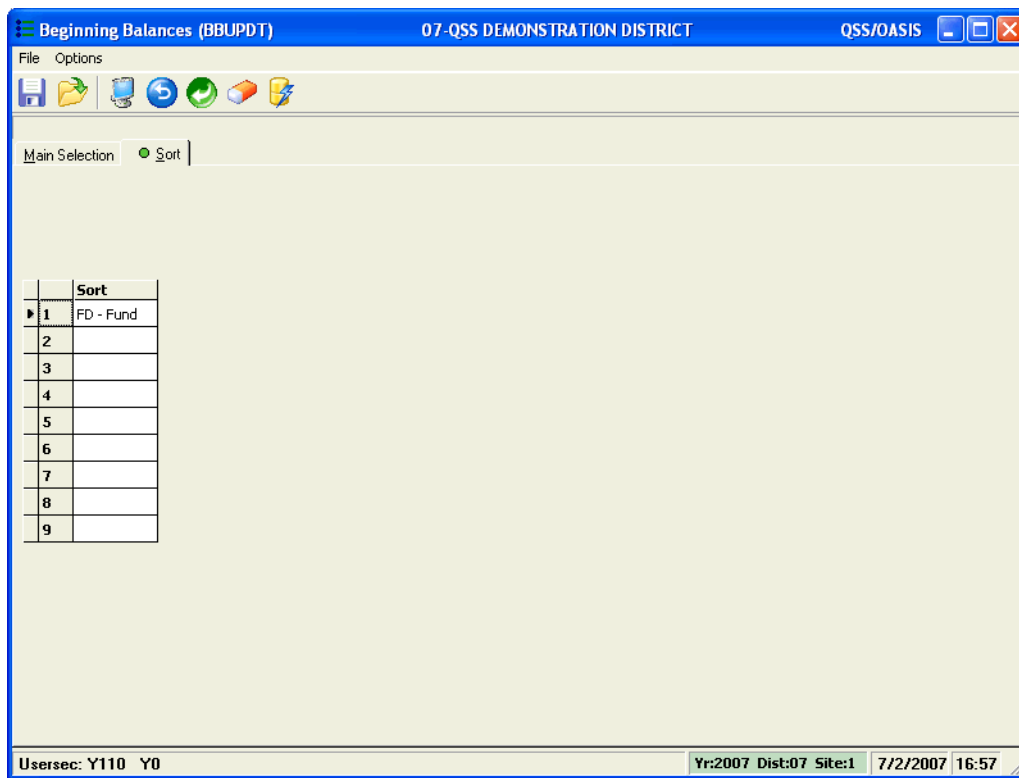 Beginning Balances (BBUPDT) 07-QSS DEMONSTRATION DISTRICT QSS/OASIS
File Options
Main Selection Sort
Sort
1 FD - Fund
2
3
4
5
6
7
8
9
Usersec: Y110 Y0 Yr:2007 Dist:07 Site:1 7/2/2007 16:57